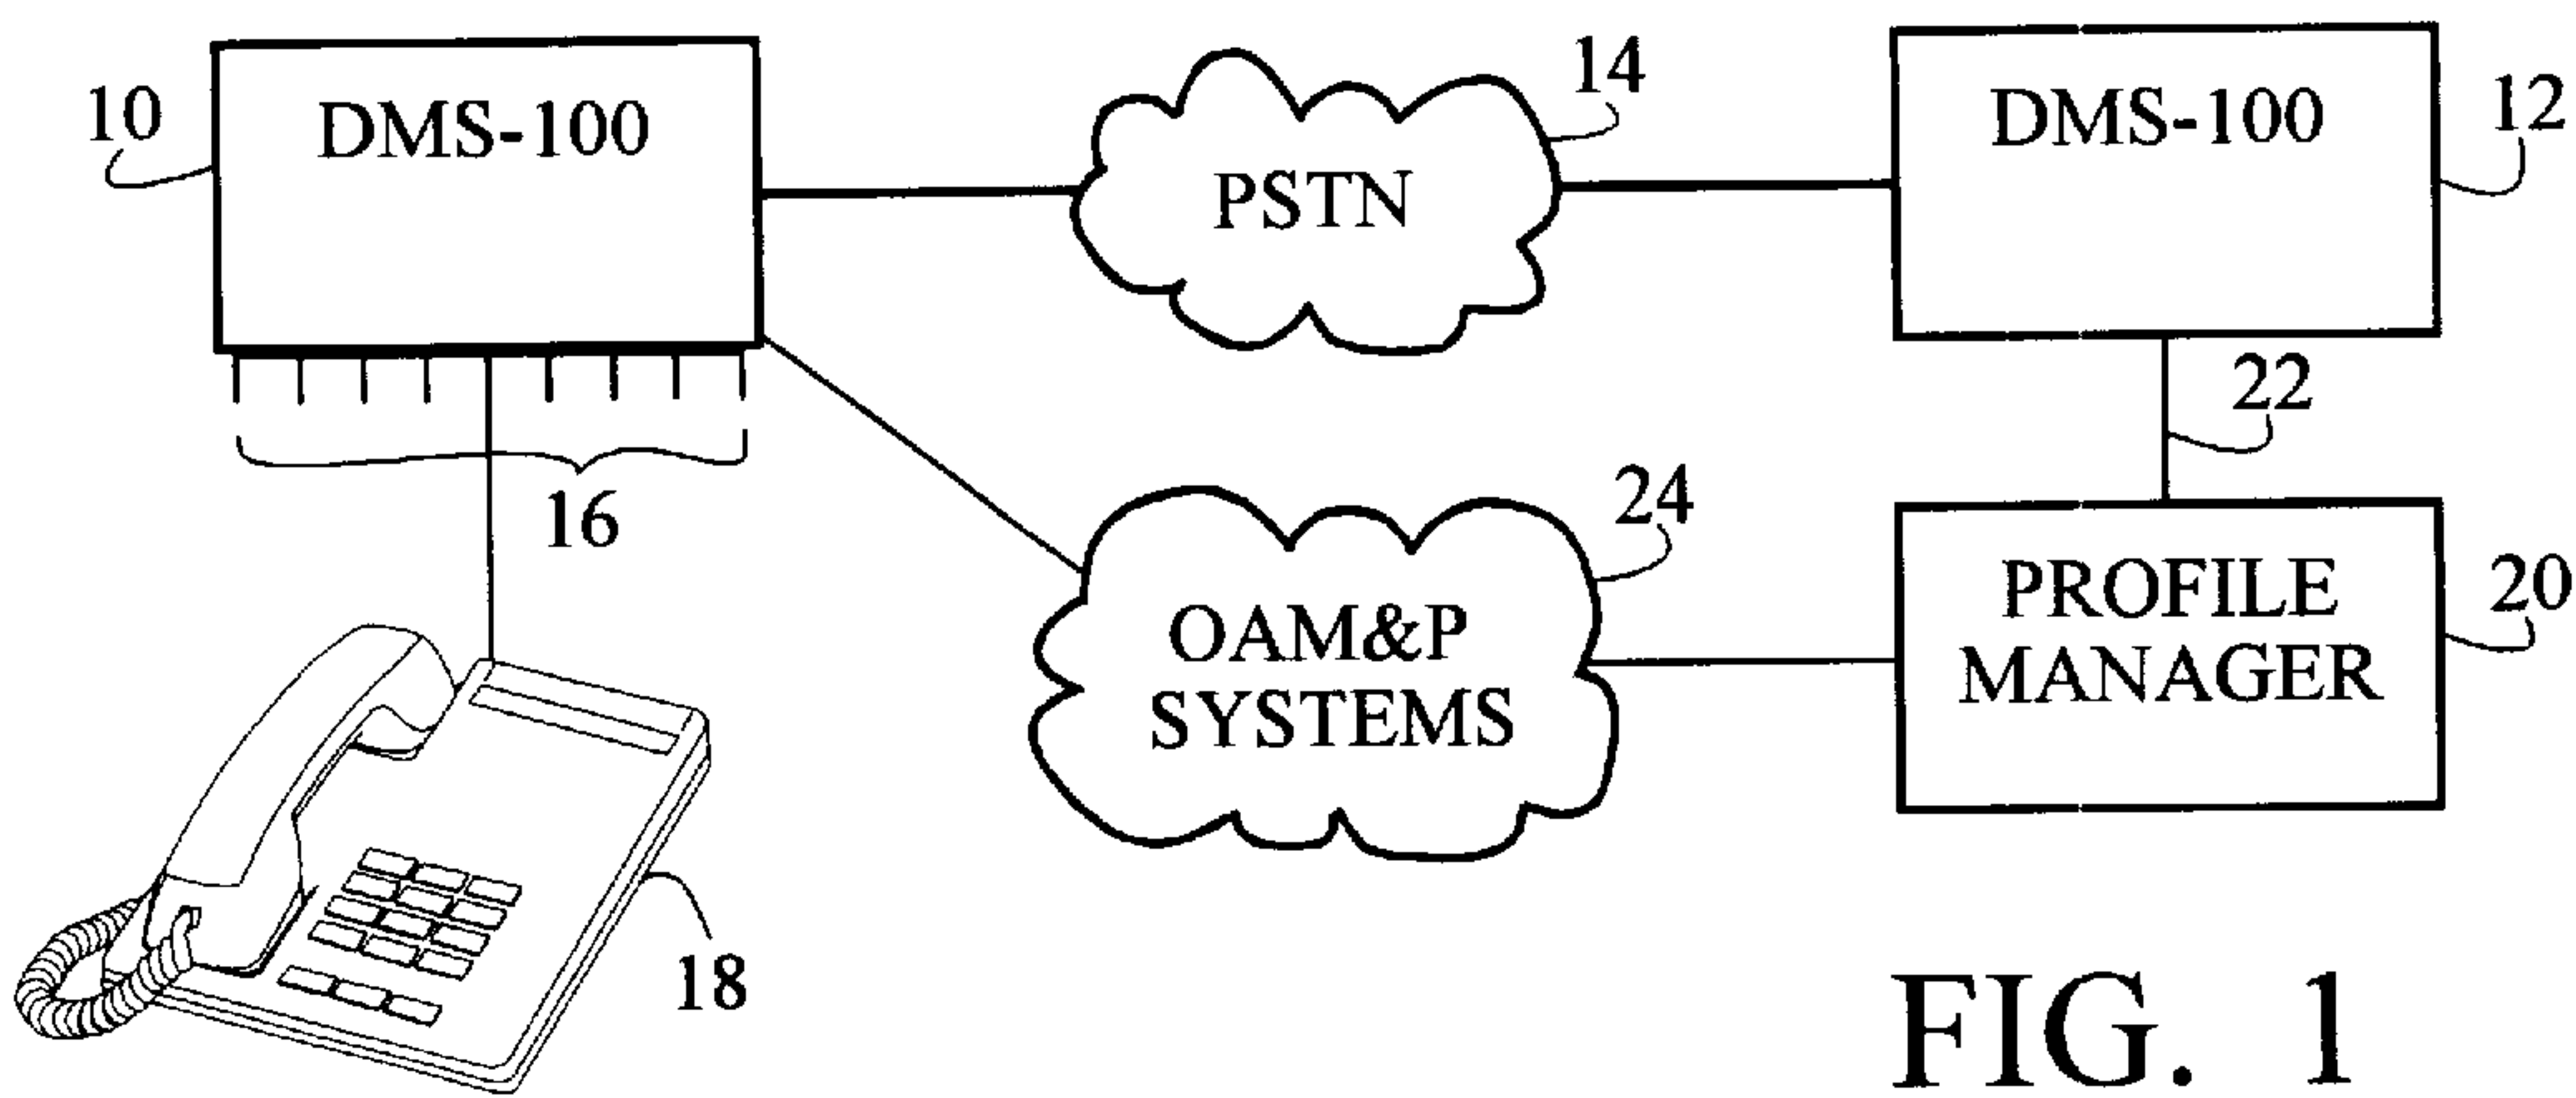 10
DMS-100
14
PSTN
DMS-100
12
16
22
24
OAM&P
SYSTEMS
PROFILE
MANAGER
20
18
FIG. 1